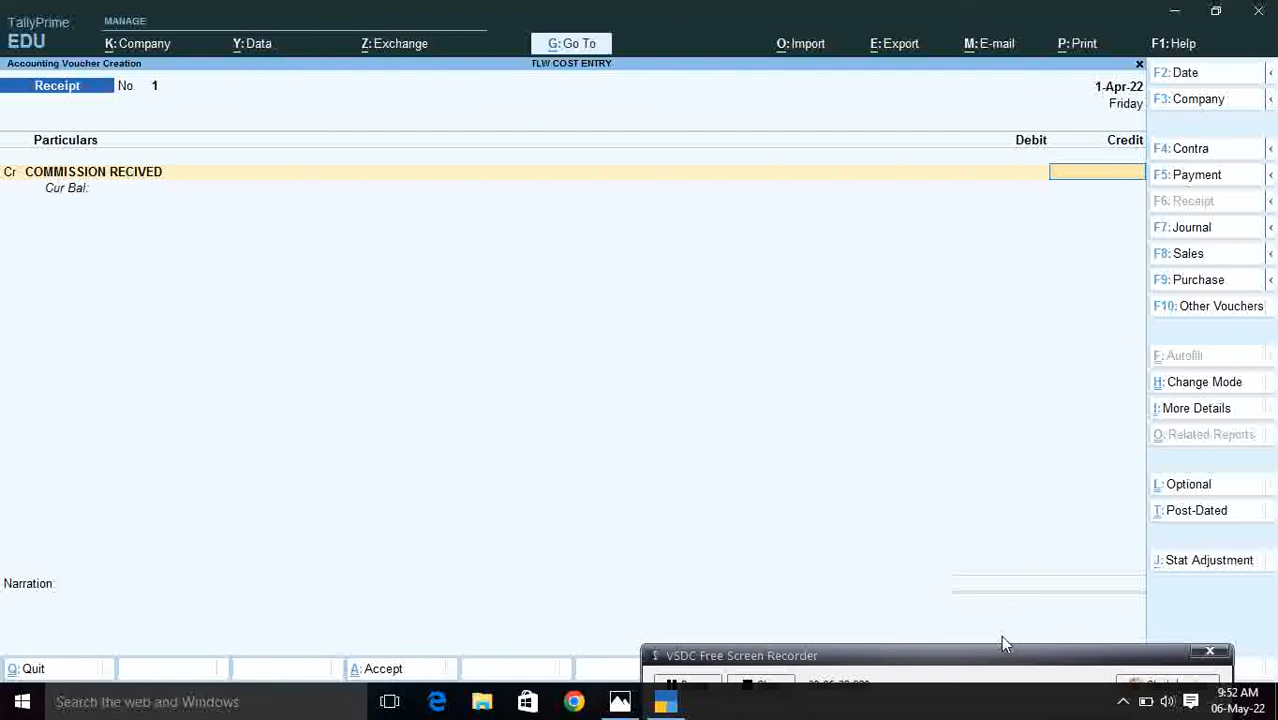 TallyPrime
MANAGE
EDU
K: Company
Y: Data
Z: Exchange
G: Go To
O: Import
E: Export
M: E-mail
P: Print
F1: Help
Accounting Voucher Creation
TLW COST ENTRY
×
Receipt
No. 1
1-Apr-22
Friday
Particulars
Debit
Credit
Cr COMMISSION RECIVED
Cur Bal:
F2: Date
F3: Company
F4: Contra
F5: Payment
F6: Receipt
F7: Journal
F8: Sales
F9: Purchase
F10: Other Vouchers
F: Autofill
H: Change Mode
I: More Details
O: Related Reports
L: Optional
T: Post-Dated
J: Stat Adjustment
Narration:
Q: Quit
A: Accept
VSDC Free Screen Recorder
Search the web and Windows
9:52 AM
06-May-22